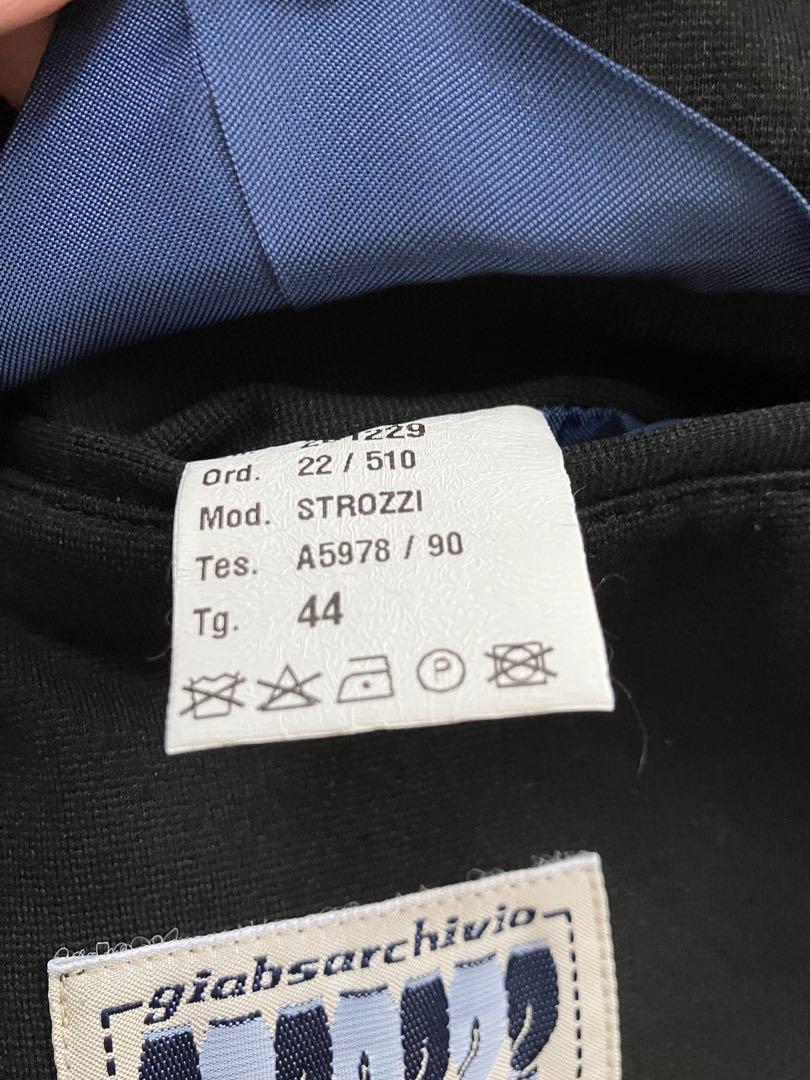 Ord. 22 / 510
Mod. STROZZI
Tes. A5978 / 90
Tg. 44
P
giabsarchivio